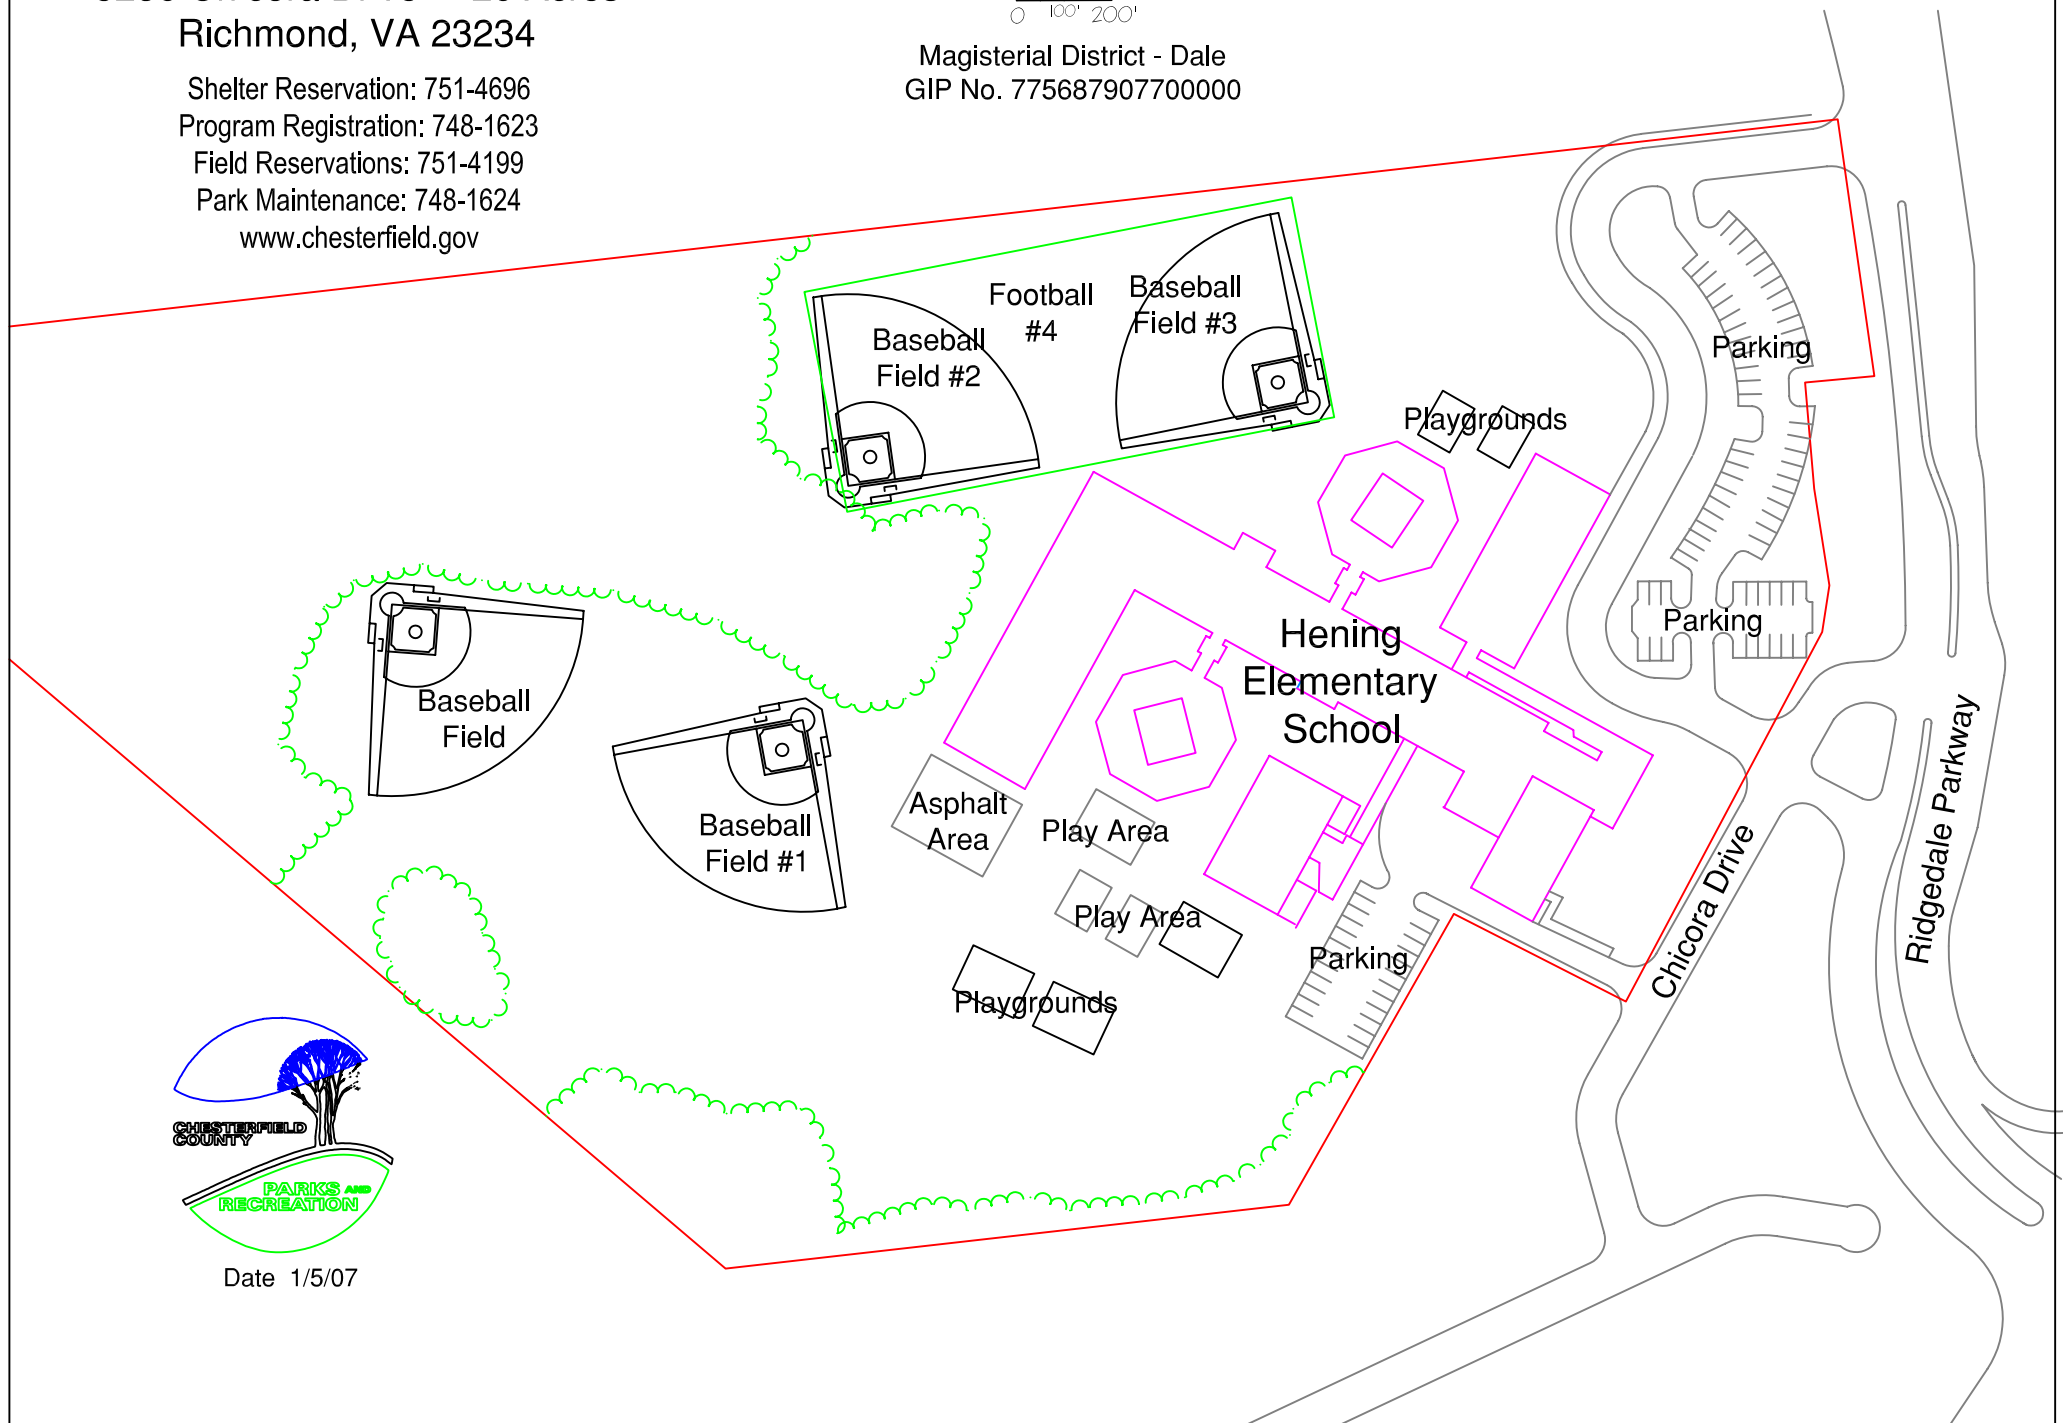 Richmond, VA 23234
Shelter Reservation: 751-4696
Program Registration: 748-1623
Field Reservations: 751-4199
Park Maintenance: 748-1624
www.chesterfield.gov
0 100' 200'
Magisterial District - Dale
GIP No. 775687907700000
Football
#4
Baseball
Field #3
Baseball
Field #2
Parking
Playgrounds
Parking
Hening
Elementary
School
Baseball
Field
Baseball
Field #1
Asphalt
Area
Play Area
Play Area
Parking
Playgrounds
Chicora Drive
Ridgedale Parkway
CHESTERFIELD
COUNTY
PARKS AND
RECREATION
Date 1/5/07